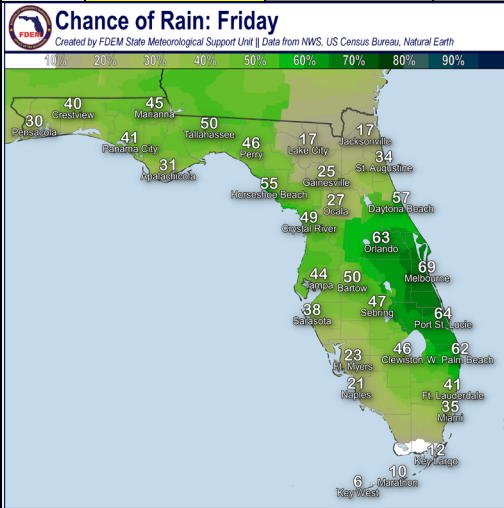 FDEM
Chance of Rain: Friday
Created by FDEM State Meteorological Support Unit || Data from NWS, US Census Bureau, Natural Earth
10% 20% 30% 40% 50% 60% 70% 80% 90%
40
Crestview
45
Marianna
30
Pensacola
50
Tallahassee
41
Panama City
46
Perry
17
Lake City
17
Jacksonville
31
Apalachicola
34
St. Augustine
25
Gainesville
55
Horseshoe Beach
27
Ocala
57
Daytona Beach
49
Crystal River
63
Orlando
69
Melbourne
44
Tampa
50
Bartow
47
Sebring
38
Sarasota
64
Port St. Lucie
46
Clewiston
62
W. Palm Beach
23
Ft. Myers
21
Naples
41
Ft. Lauderdale
35
Miami
12
Key Largo
10
Marathon
6
Key West